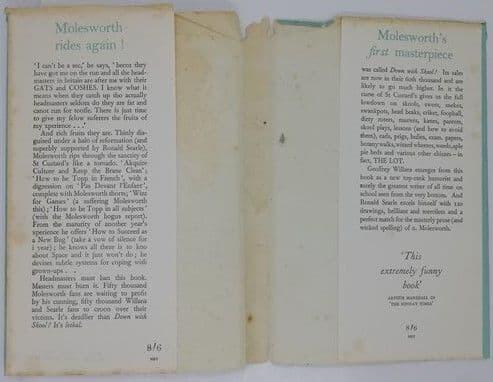 Molesworth
rides again !
'I can't be a sec,' he says, 'becos they
have got me on the run and all the head-
masters in britain are after me with their
GATS and COSHES. I know what it
means when they catch up tho actually
headmasters seldom do they are fat and
canot run for toofle. There is just time
to give my felow sufferers the fruits of
my xperience . . .'
And rich fruits they are. Thinly dis-
guised under a halo of reformation (and
superbly supported by Ronald Searle),
Molesworth rips through the sanctity of
St Custard's like a tornado. 'Akquire
Culture and Keep the Brane Clean';
'How to be Topp in French', with a
digression on 'Pas Devant l'Enfant',
complete with Molesworth thorts; 'Wizz
for Games' (a suffering Molesworth
this); 'How to be Topp in all subjects'
(with the Molesworth bogus report).
From the maturity of another year's
xperience he offers 'How to Succeed as
a New Bug' (take a vow of silence for
1 year); he knows all there is to kno
about Space and it just won't do; he
devises subtle systems for coping with
grown-ups . . .
Headmasters must ban this book.
Masters must burn it. Fifty thousand
Molesworth fans are waiting to profit
by his cunning, fifty thousand Willans
and Searle fans to croon over their
victims. It's deadlier than Down with
Skool! It's lethal.
8/6
NET
Molesworth's
first masterpiece
was called Down with Skool! Its sales
are now in their 60th thousand and are
likely to go much higher. In it the
curse of St Custard's gives us the full
lowdown on skools, swots, snekes,
swankpots, head beaks, criket, foopball,
dirty roters, maters, kanes, parents,
skool plays, lessons (and how to avoid
them), cads, prigs, bulies, exam. papers,
botany walks, wizard wheezes, words, aple
pie beds and various other chizzes – in
fact, THE LOT.
Geoffrey Willans emerges from this
book as a new top-rank humorist and
surely the greatest writer of all time on
school seen from the very bottom. And
Ronald Searle excels himself with 120
drawings, brilliant and merciless and a
perfect match for the masterly prose (and
wicked spelling) of n. Molesworth.
'This
extremely funny
book'
ARTHUR MARSHALL IN
'THE SUNDAY TIMES'
8/6
NET